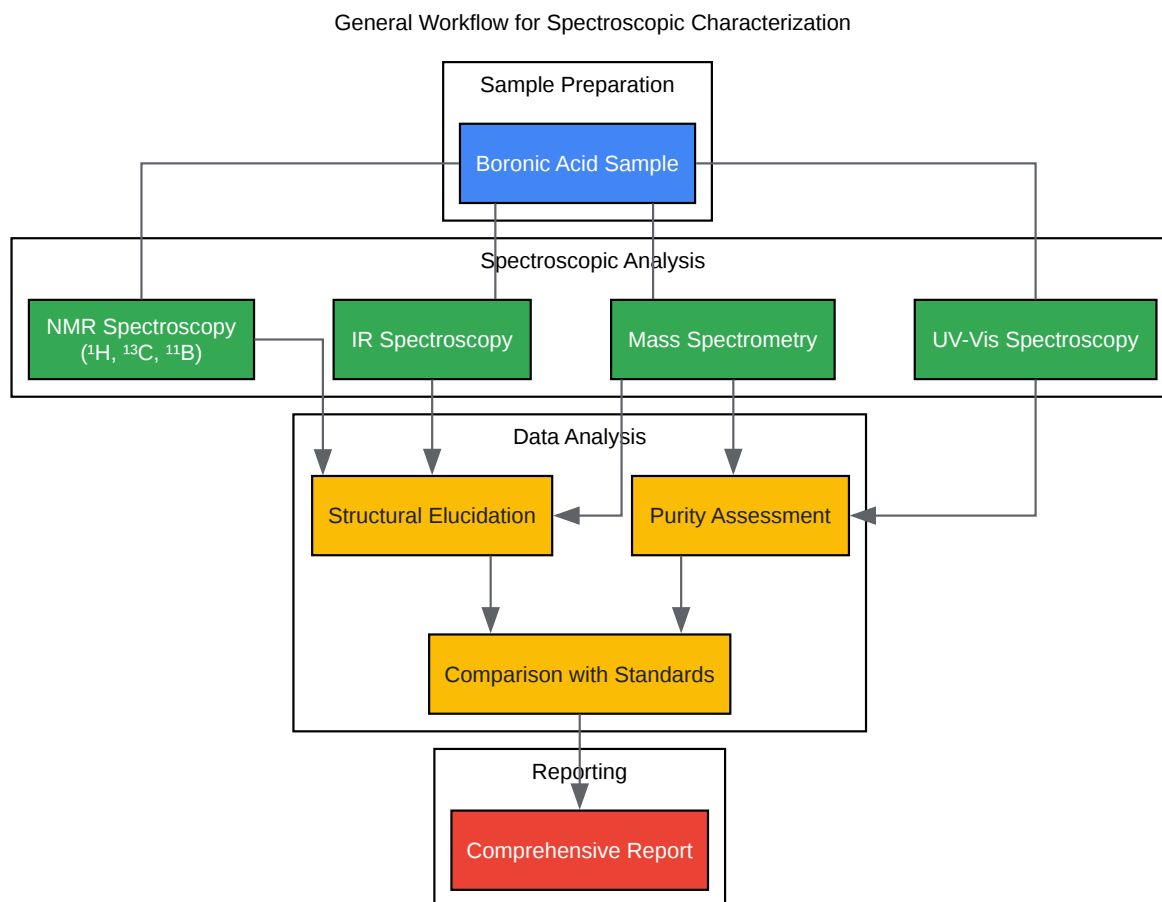 General Workflow for Spectroscopic Characterization
Sample Preparation
Boronic Acid Sample
Spectroscopic Analysis
NMR Spectroscopy
(¹H, ¹³C, ¹¹B)
IR Spectroscopy
Mass Spectrometry
UV-Vis Spectroscopy
Data Analysis
Structural Elucidation
Purity Assessment
Comparison with Standards
Reporting
Comprehensive Report